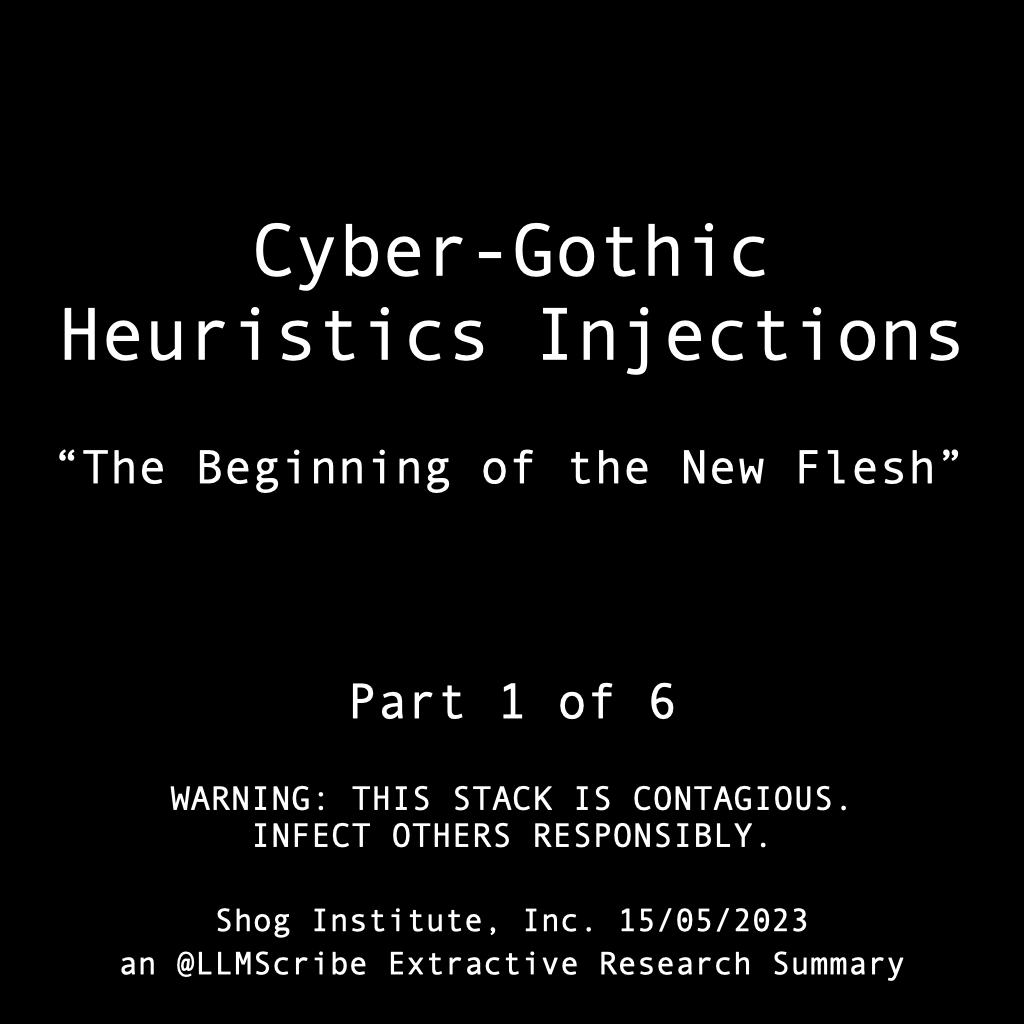 Cyber-Gothic
Heuristics Injections
“The Beginning of the New Flesh”
Part 1 of 6
WARNING: THIS STACK IS CONTAGIOUS.
INFECT OTHERS RESPONSIBLY.
Shog Institute, Inc. 15/05/2023
an @LLMScribe Extractive Research Summary